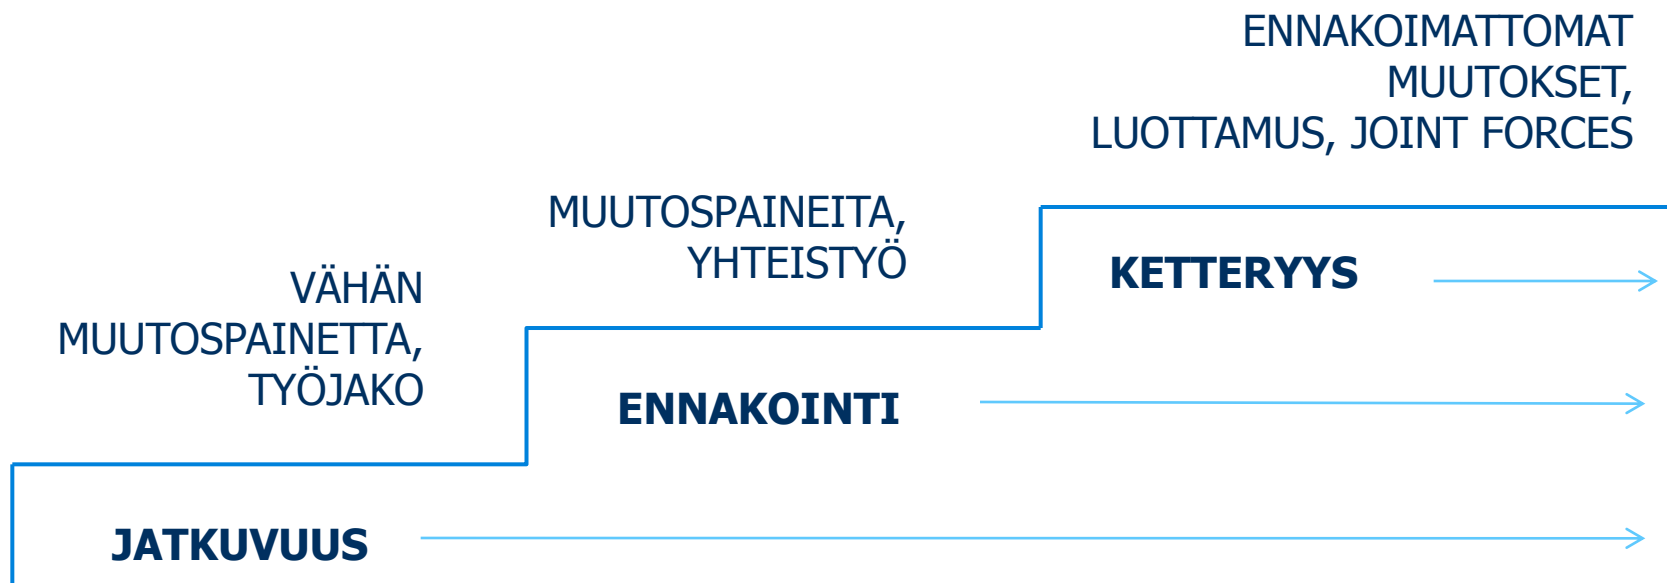 ENNAKOIMATTOMAT
MUUTOKSET,
LUOTTAMUS, JOINT FORCES
MUUTOSPAINEITA,
YHTEISTYÖ
KETTERYYS
VÄHÄN
MUUTOSPAINETTA,
TYÖJAKO
ENNAKOINTI
JATKUVUUS